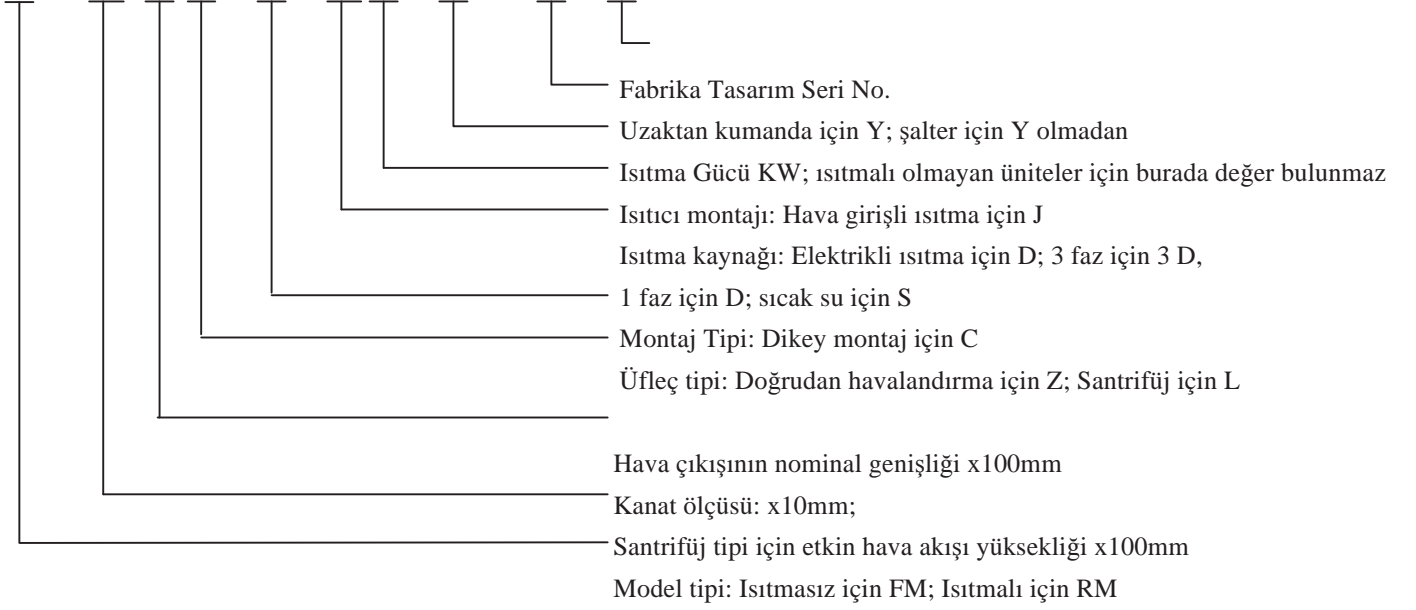 Fabrika Tasarım Seri No.
Uzaktan kumanda için Y; şalter için Y olmadan
Isıtma Gücü KW; ısıtmalı olmayan üniteler için burada değer bulunmaz
Isıtıcı montajı: Hava girişli ısıtma için J
Isıtma kaynağı: Elektrikli ısıtma için D; 3 faz için 3 D,
1 faz için D; sıcak su için S
Montaj Tipi: Dikey montaj için C
Üfleç tipi: Doğrudan havalandırma için Z; Santrifüj için L
Hava çıkışının nominal genişliği x100mm
Kanat ölçüsü: x10mm;
Santrifüj tipi için etkin hava akışı yüksekliği x100mm
Model tipi: Isıtmasız için FM; Isıtmalı için RM